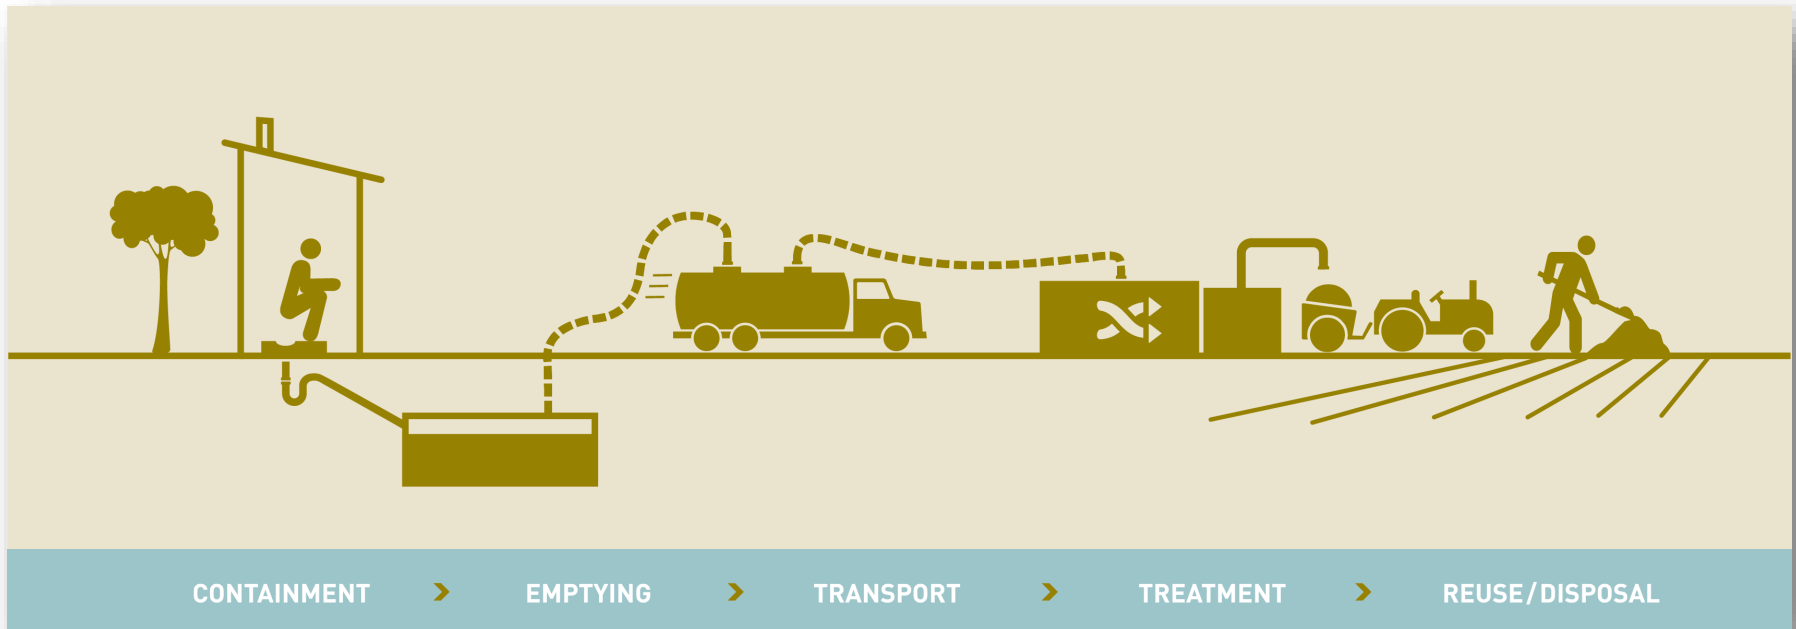 CONTAINMENT > EMPTYING > TRANSPORT > TREATMENT > REUSE/DISPOSAL